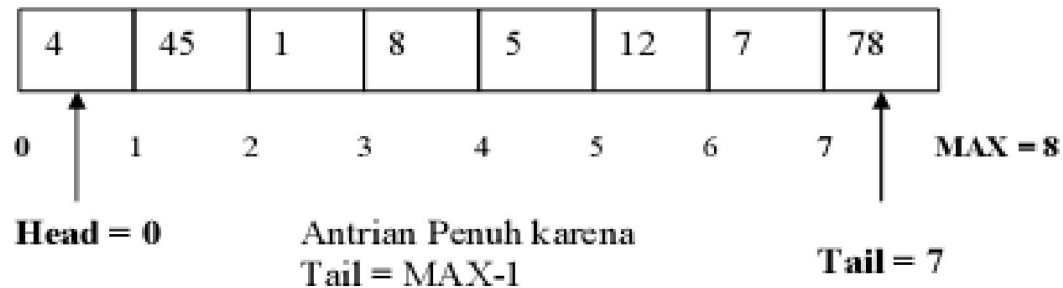 4 45 1 8 5 12 7 78
0 1 2 3 4 5 6 7 MAX = 8
Head = 0
Antrian Penuh karena
Tail = MAX-1
Tail = 7